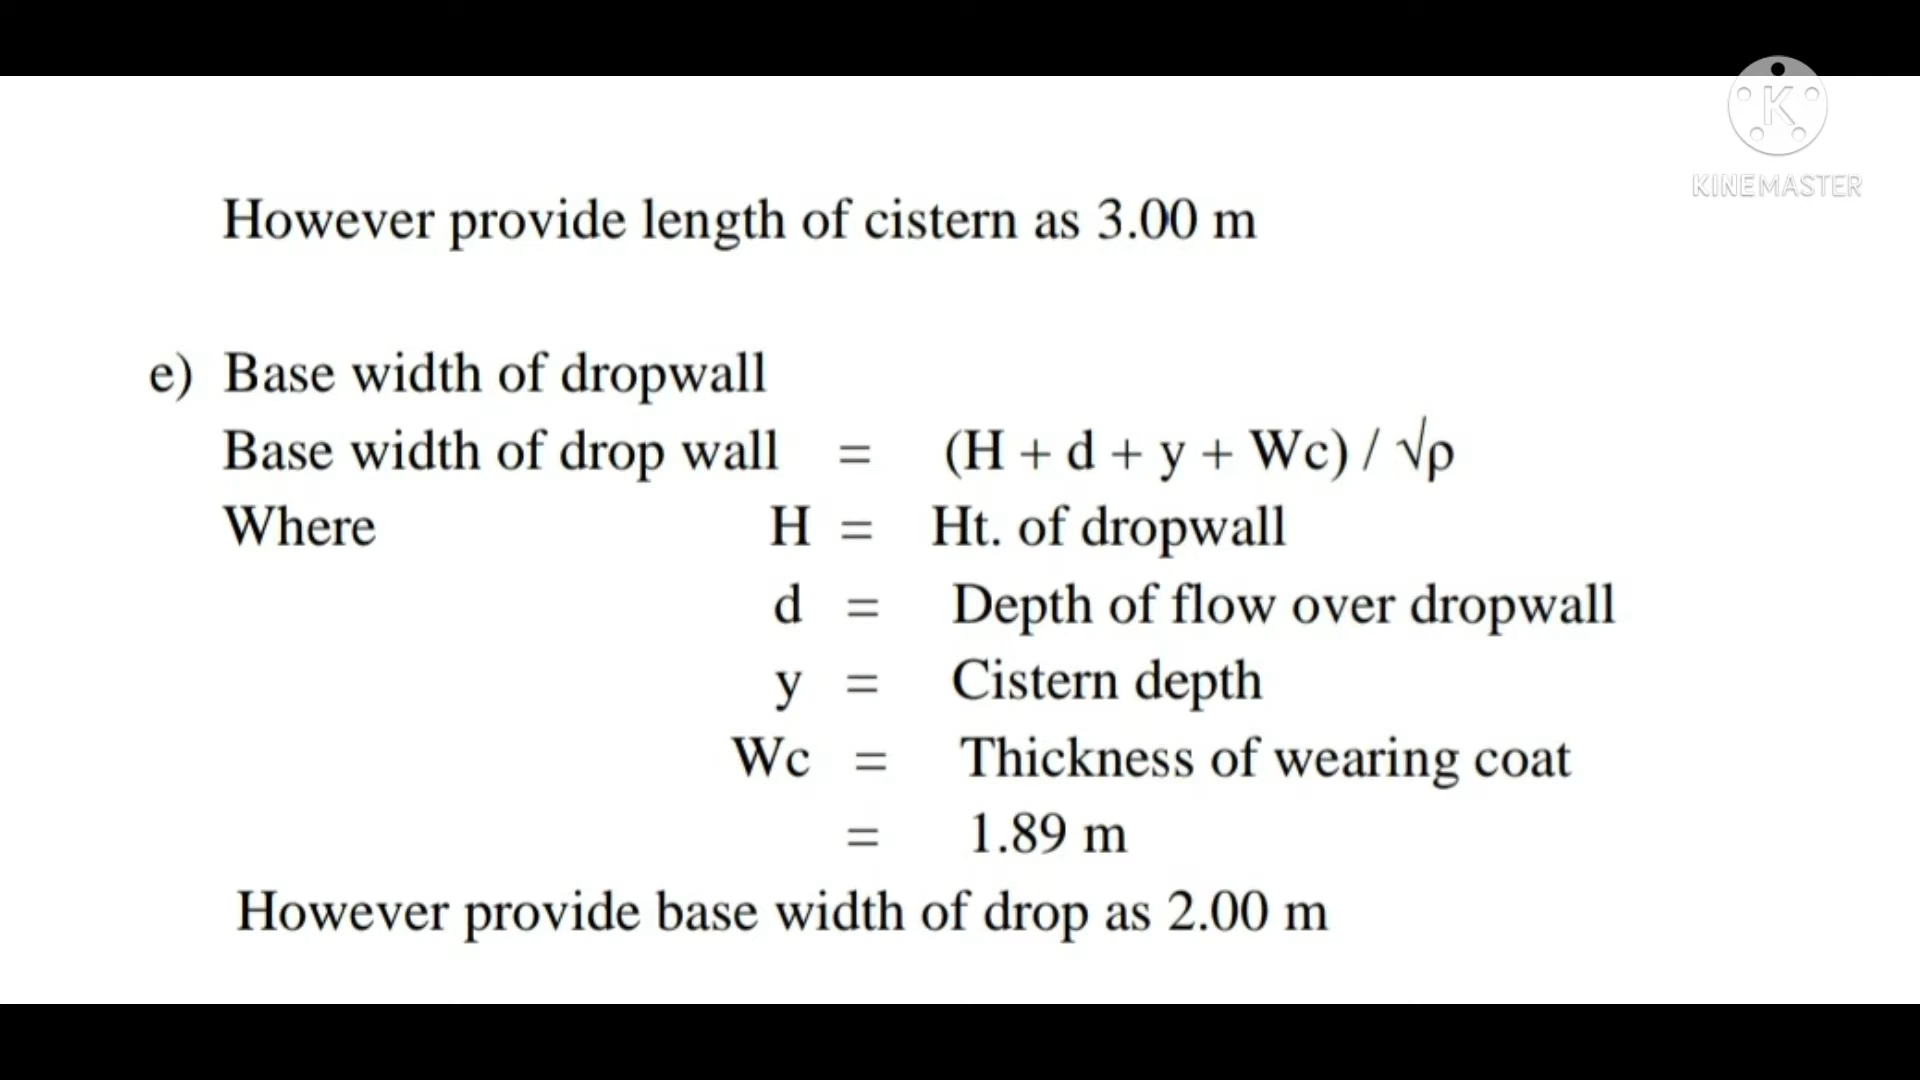 K
KINEMASTER
However provide length of cistern as 3.00 m
e) Base width of dropwall
Base width of drop wall = (H + d + y + Wc) / √ρ
Where H = Ht. of dropwall
d = Depth of flow over dropwall
y = Cistern depth
Wc = Thickness of wearing coat
= 1.89 m
However provide base width of drop as 2.00 m